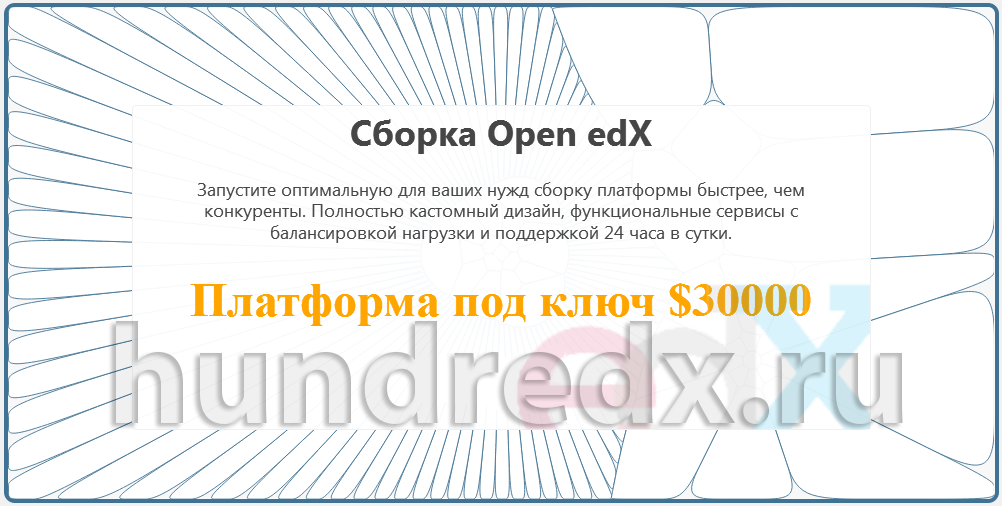 Сборка Open edX
Запустите оптимальную для ваших нужд сборку платформы быстрее, чем
конкуренты. Полностью кастомный дизайн, функциональные сервисы с
балансировкой нагрузки и поддержкой 24 часа в сутки.
Платформа под ключ $30000
edX
hundredx.ru